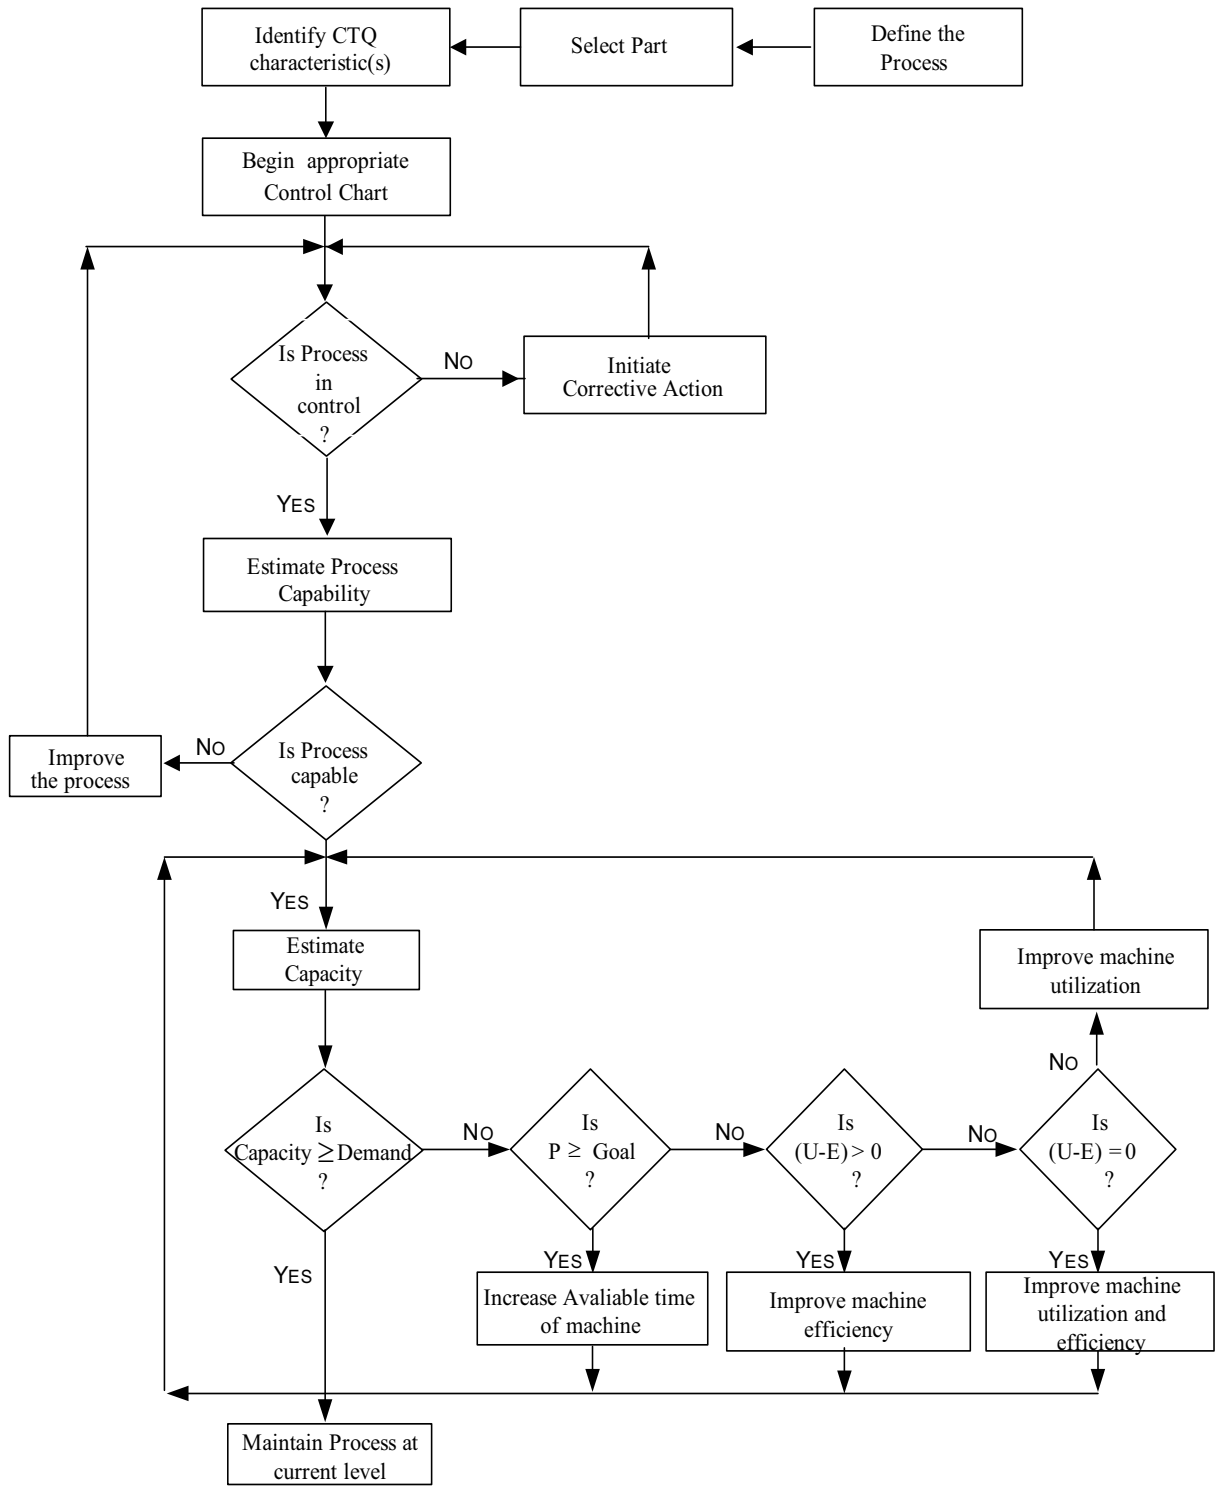 Identify CTQ
characteristic(s)
Select Part
Define the
Process
Begin appropriate
Control Chart
Is Process
in
control
?
NO
Initiate
Corrective Action
YES
Estimate Process
Capability
Is Process
capable
?
NO
Improve
the process
YES
Estimate
Capacity
Improve machine
utilization
Is
Capacity ≥ Demand
?
NO
Is
P ≥ Goal
?
NO
Is
(U-E) > 0
?
NO
Is
(U-E) = 0
?
NO
YES
YES
YES
YES
Increase Avaliable time
of machine
Improve machine
efficiency
Improve machine
utilization and
efficiency
Maintain Process at
current level